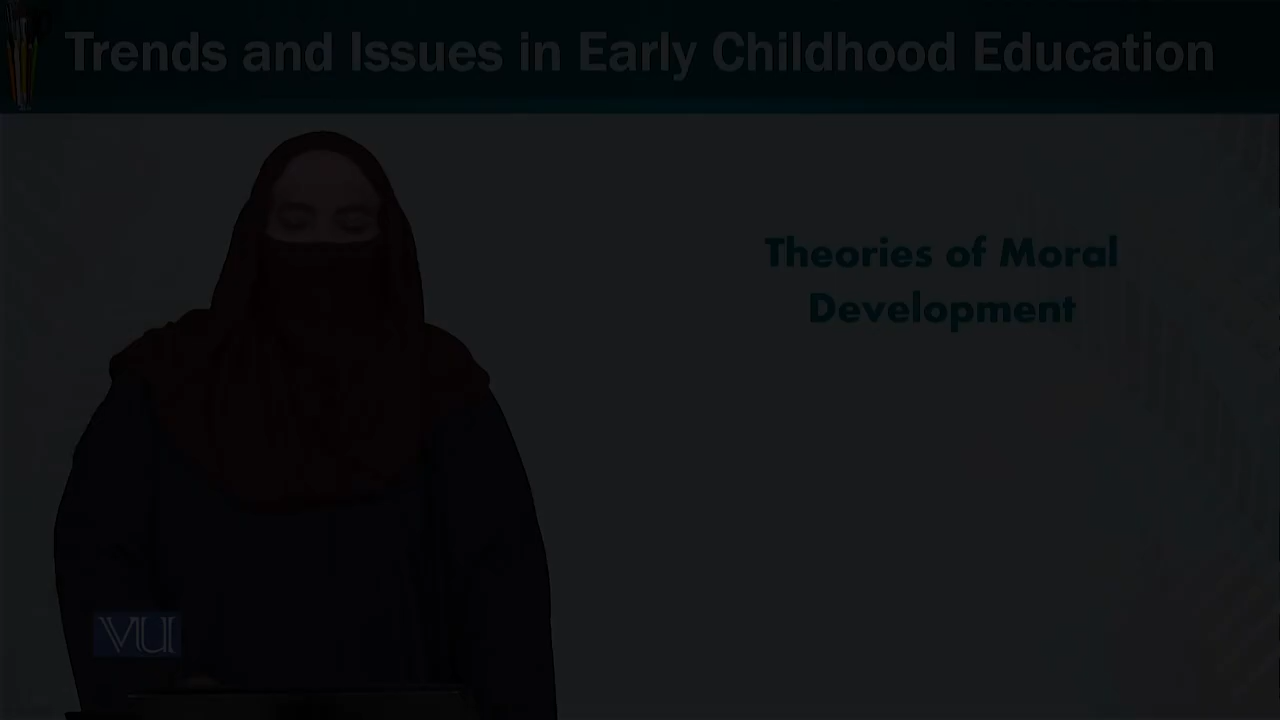 Trends and Issues in Early Childhood Education
Theories of Moral
Development
VU